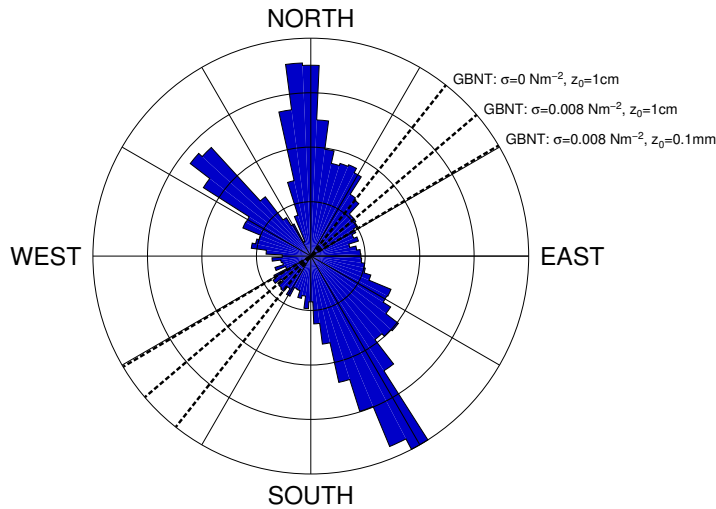 NORTH
GBNT: σ=0 Nm⁻², z₀=1cm
GBNT: σ=0.008 Nm⁻², z₀=1cm
GBNT: σ=0.008 Nm⁻², z₀=0.1mm
WEST
EAST
SOUTH